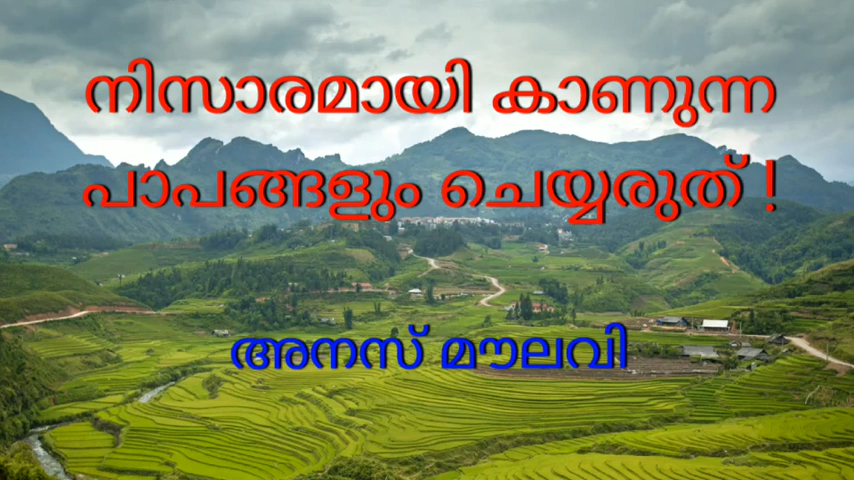 നിസാരമായി കാണുന്ന
പാപങ്ങളും ചെയ്യരുത് !
അനസ് മൗലവി